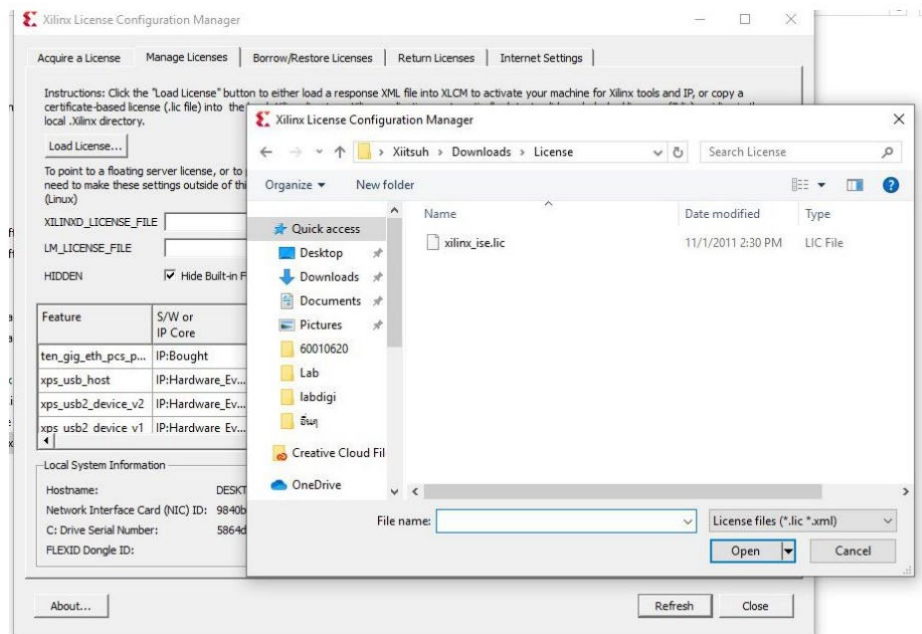 Xilinx License Configuration Manager
Acquire a License
Manage Licenses
Borrow/Restore Licenses
Return Licenses
Internet Settings
Instructions: Click the "Load License" button to either load a response XML file into XLCM to activate your machine for Xilinx tools and IP, or copy a
certificate-based license (.lic file) into the
local .Xilinx directory.
Load License...
To point to a floating server license, or to
need to make these settings outside of thi
(Linux)
XILINXD_LICENSE_FILE
LM_LICENSE_FILE
HIDDEN
Hide Built-in F
Feature
S/W or
IP Core
ten_gig_eth_pcs_p... IP:Bought
xps_usb_host IP:Hardware_Ev...
xps_usb2_device_v2 IP:Hardware_Ev...
xps_usb2_device_v1 IP:Hardware_Ev...
Local System Information
Hostname: DESKT
Network Interface Card (NIC) ID: 9840b
C: Drive Serial Number: 5864d
FLEXID Dongle ID:
About...
Refresh
Close
Xilinx License Configuration Manager
Xiitsuh > Downloads > License
Search License
Organize
New folder
Quick access
Desktop
Downloads
Documents
Pictures
60010620
Lab
labdigi
อื่นๆ
Creative Cloud Fil
OneDrive
Name
Date modified
Type
xilinx_ise.lic
11/1/2011 2:30 PM
LIC File
File name:
License files (*.lic *.xml)
Open
Cancel